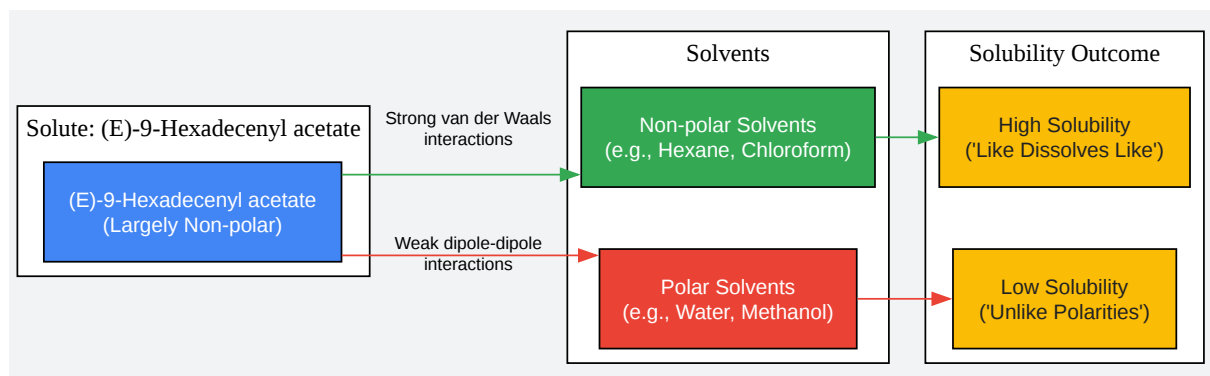 Solute: (E)-9-Hexadecenyl acetate
(E)-9-Hexadecenyl acetate
(Largely Non-polar)
Strong van der Waals
interactions
Weak dipole-dipole
interactions
Solvents
Non-polar Solvents
(e.g., Hexane, Chloroform)
Polar Solvents
(e.g., Water, Methanol)
Solubility Outcome
High Solubility
('Like Dissolves Like')
Low Solubility
('Unlike Polarities')